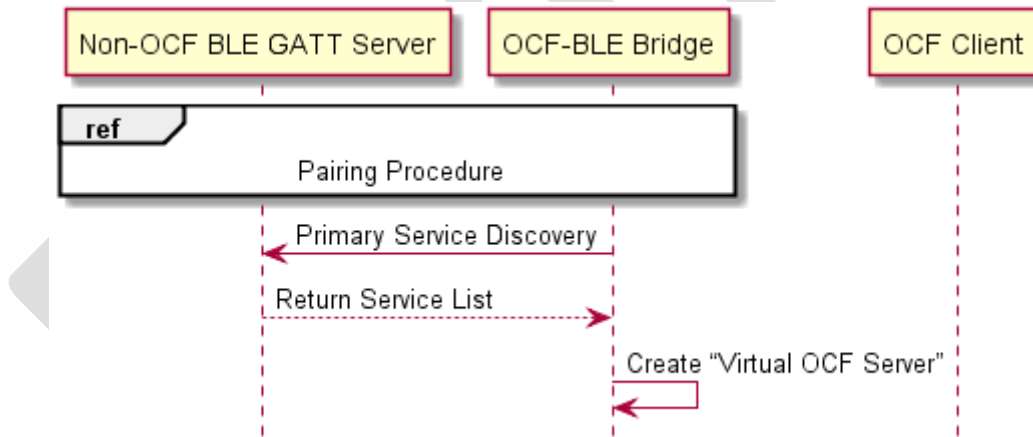 Non-OCF BLE GATT Server
OCF-BLE Bridge
OCF Client
ref
Pairing Procedure
Primary Service Discovery
Return Service List
Create “Virtual OCF Server”